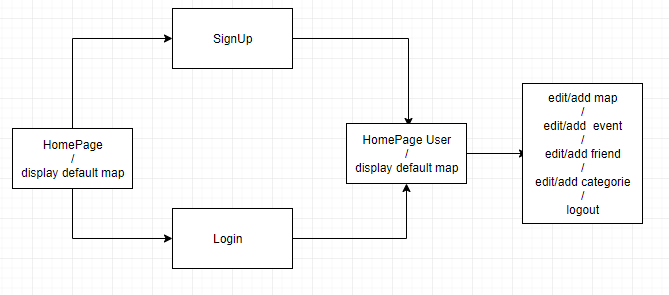 SignUp
HomePage
/
display default map
HomePage User
/
display default map
edit/add map
/
edit/add  event
/
edit/add friend
/
edit/add categorie
/
logout
Login